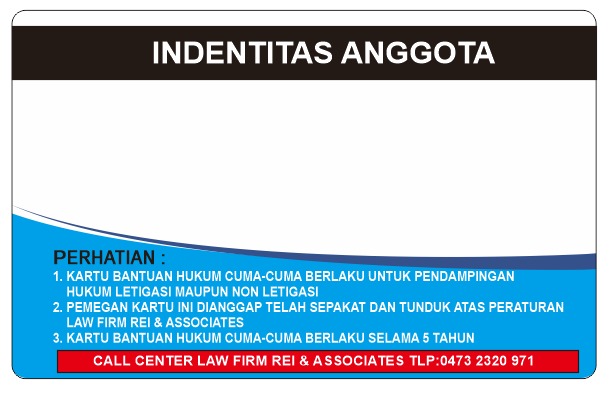 INDENTITAS ANGGOTA
PERHATIAN :
1. KARTU BANTUAN HUKUM CUMA-CUMA BERLAKU UNTUK PENDAMPINGAN
HUKUM LETIGASI MAUPUN NON LETIGASI
2. PEMEGAN KARTU INI DIANGGAP TELAH SEPAKAT DAN TUNDUK ATAS PERATURAN
LAW FIRM REI & ASSOCIATES
3. KARTU BANTUAN HUKUM CUMA-CUMA BERLAKU SELAMA 5 TAHUN
CALL CENTER LAW FIRM REI & ASSOCIATES TLP:0473 2320 971